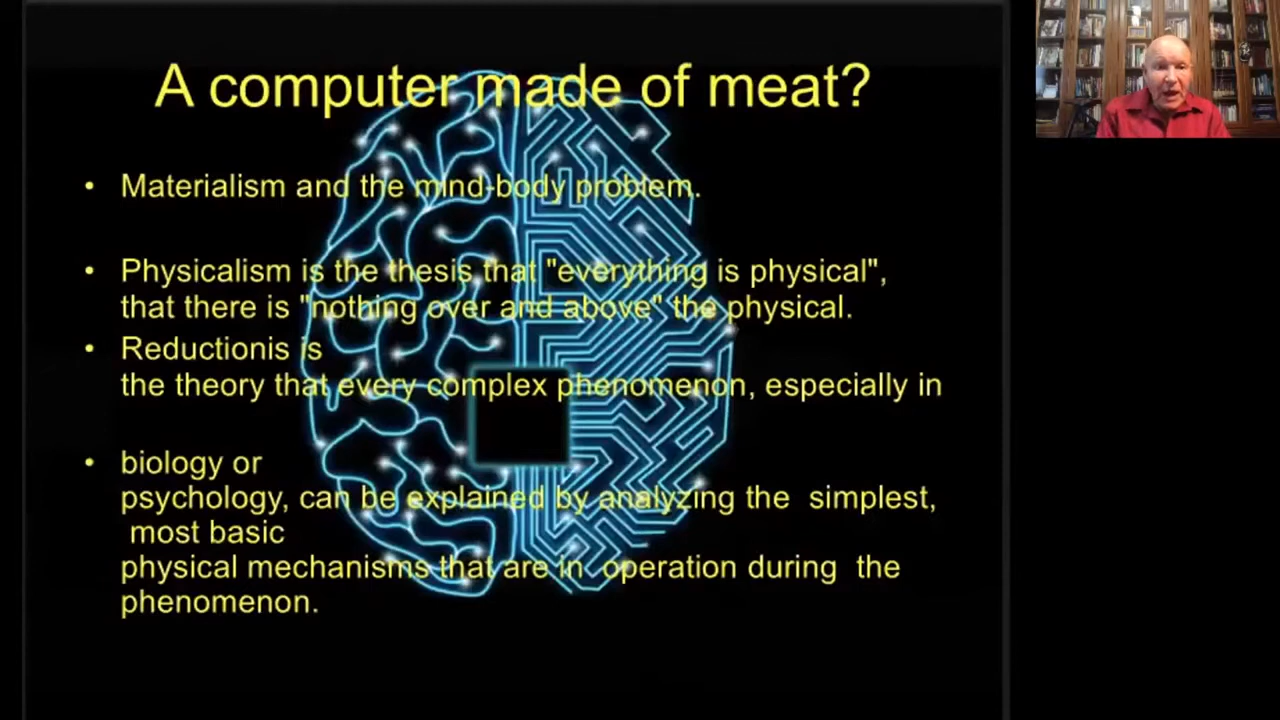 A computer made of meat?
• Materialism and the mind-body problem.
• Physicalism is the thesis that "everything is physical",
that there is "nothing over and above" the physical.
• Reductionis is
the theory that every complex phenomenon, especially in
• biology or
psychology, can be explained by analyzing the simplest,
most basic
physical mechanisms that are in operation during the
phenomenon.